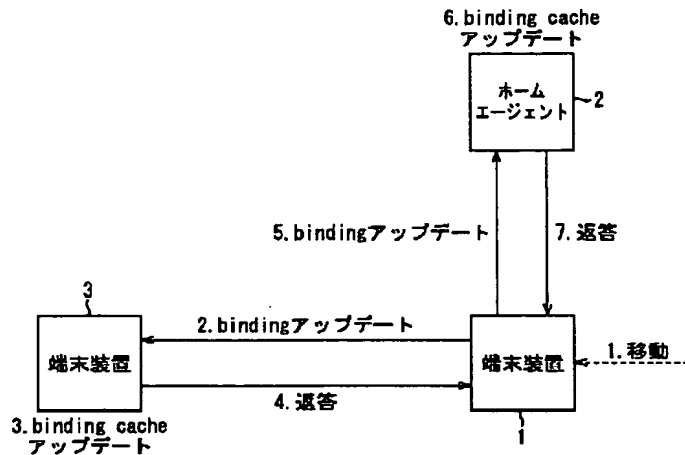 6.binding cache
アップデート
ホーム
エージェント
2
5.bindingアップデート
7.返答
3
2.bindingアップデート
1.移動
端末装置
端末装置
4.返答
1
3.binding cache
アップデート